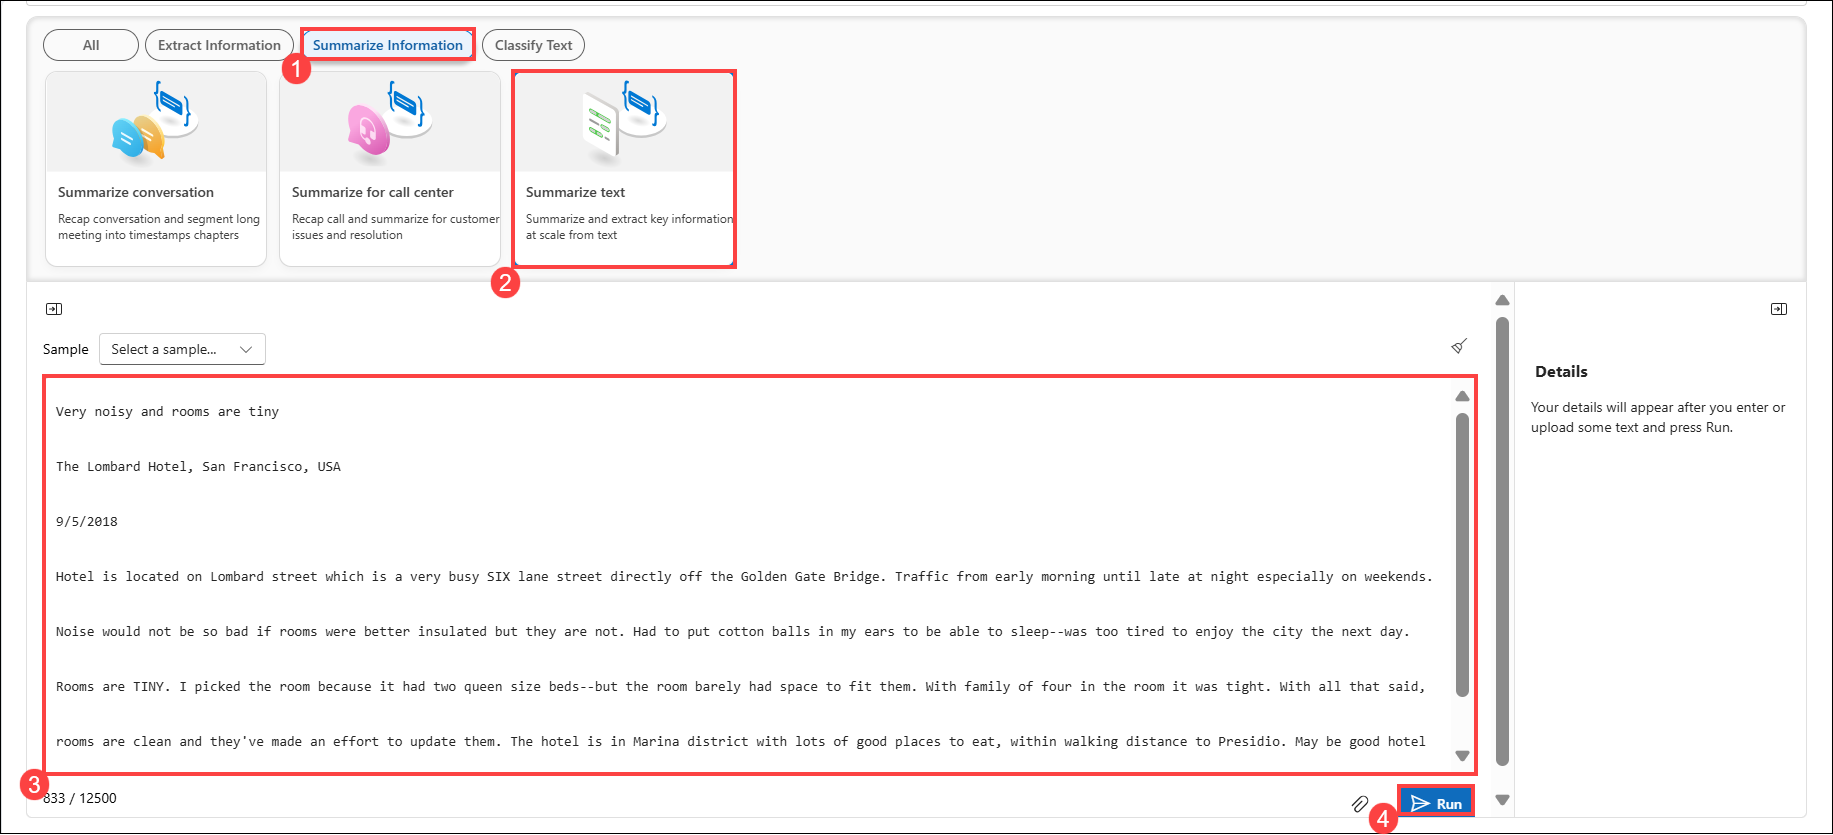 All
Extract Information
Summarize Information
Classify Text
1
Summarize conversation
Recap conversation and segment long
meeting into timestamps chapters
Summarize for call center
Recap call and summarize for customer
issues and resolution
Summarize text
Summarize and extract key information
at scale from text
2
Sample
Select a sample...
Very noisy and rooms are tiny
The Lombard Hotel, San Francisco, USA
9/5/2018
Hotel is located on Lombard street which is a very busy SIX lane street directly off the Golden Gate Bridge. Traffic from early morning until late at night especially on weekends.
Noise would not be so bad if rooms were better insulated but they are not. Had to put cotton balls in my ears to be able to sleep--was too tired to enjoy the city the next day.
Rooms are TINY. I picked the room because it had two queen size beds--but the room barely had space to fit them. With family of four in the room it was tight. With all that said,
rooms are clean and they've made an effort to update them. The hotel is in Marina district with lots of good places to eat, within walking distance to Presidio. May be good hotel
3
833 / 12500
4
Run
Details
Your details will appear after you enter or
upload some text and press Run.